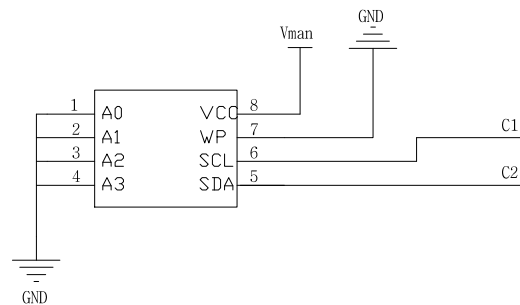 GND
Vman
1 A0 VCC 8
2 A1 WP 7
3 A2 SCL 6
4 A3 SDA 5
C1
C2
GND